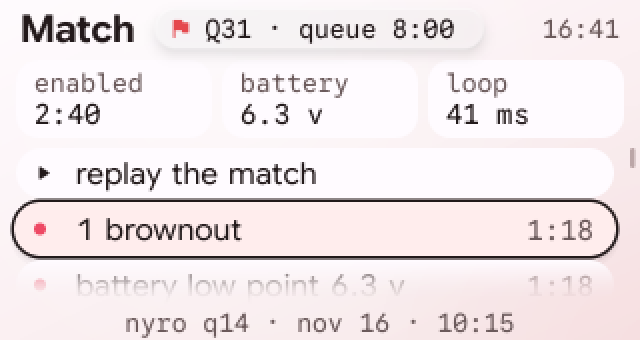 Match Q31 · queue 8:00 16:41
enabled battery loop
2:40 6.3 v 41 ms
replay the match
1 brownout 1:18
battery low point 6.3 v 1:18
nyro q14 · nov 16 · 10:15